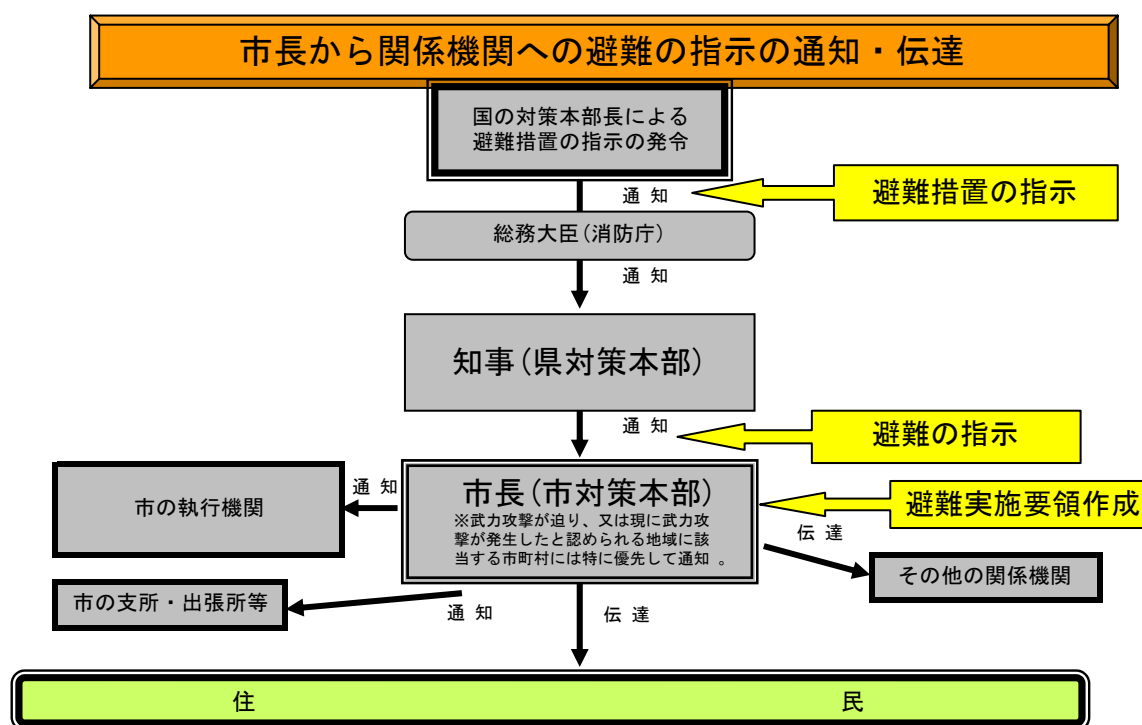 市長から関係機関への避難の指示の通知・伝達
国の対策本部長による
避難措置の指示の発令
通 知
避難措置の指示
総務大臣(消防庁)
通 知
知事(県対策本部)
通 知
避難の指示
市の執行機関
通 知
市長(市対策本部)
※武力攻撃が迫り、又は現に武力攻
撃が発生したと認められる地域に該
当する市町村には特に優先して通知 。
避難実施要領作成
伝 達
その他の関係機関
市の支所・出張所等
通 知
伝 達
住 民